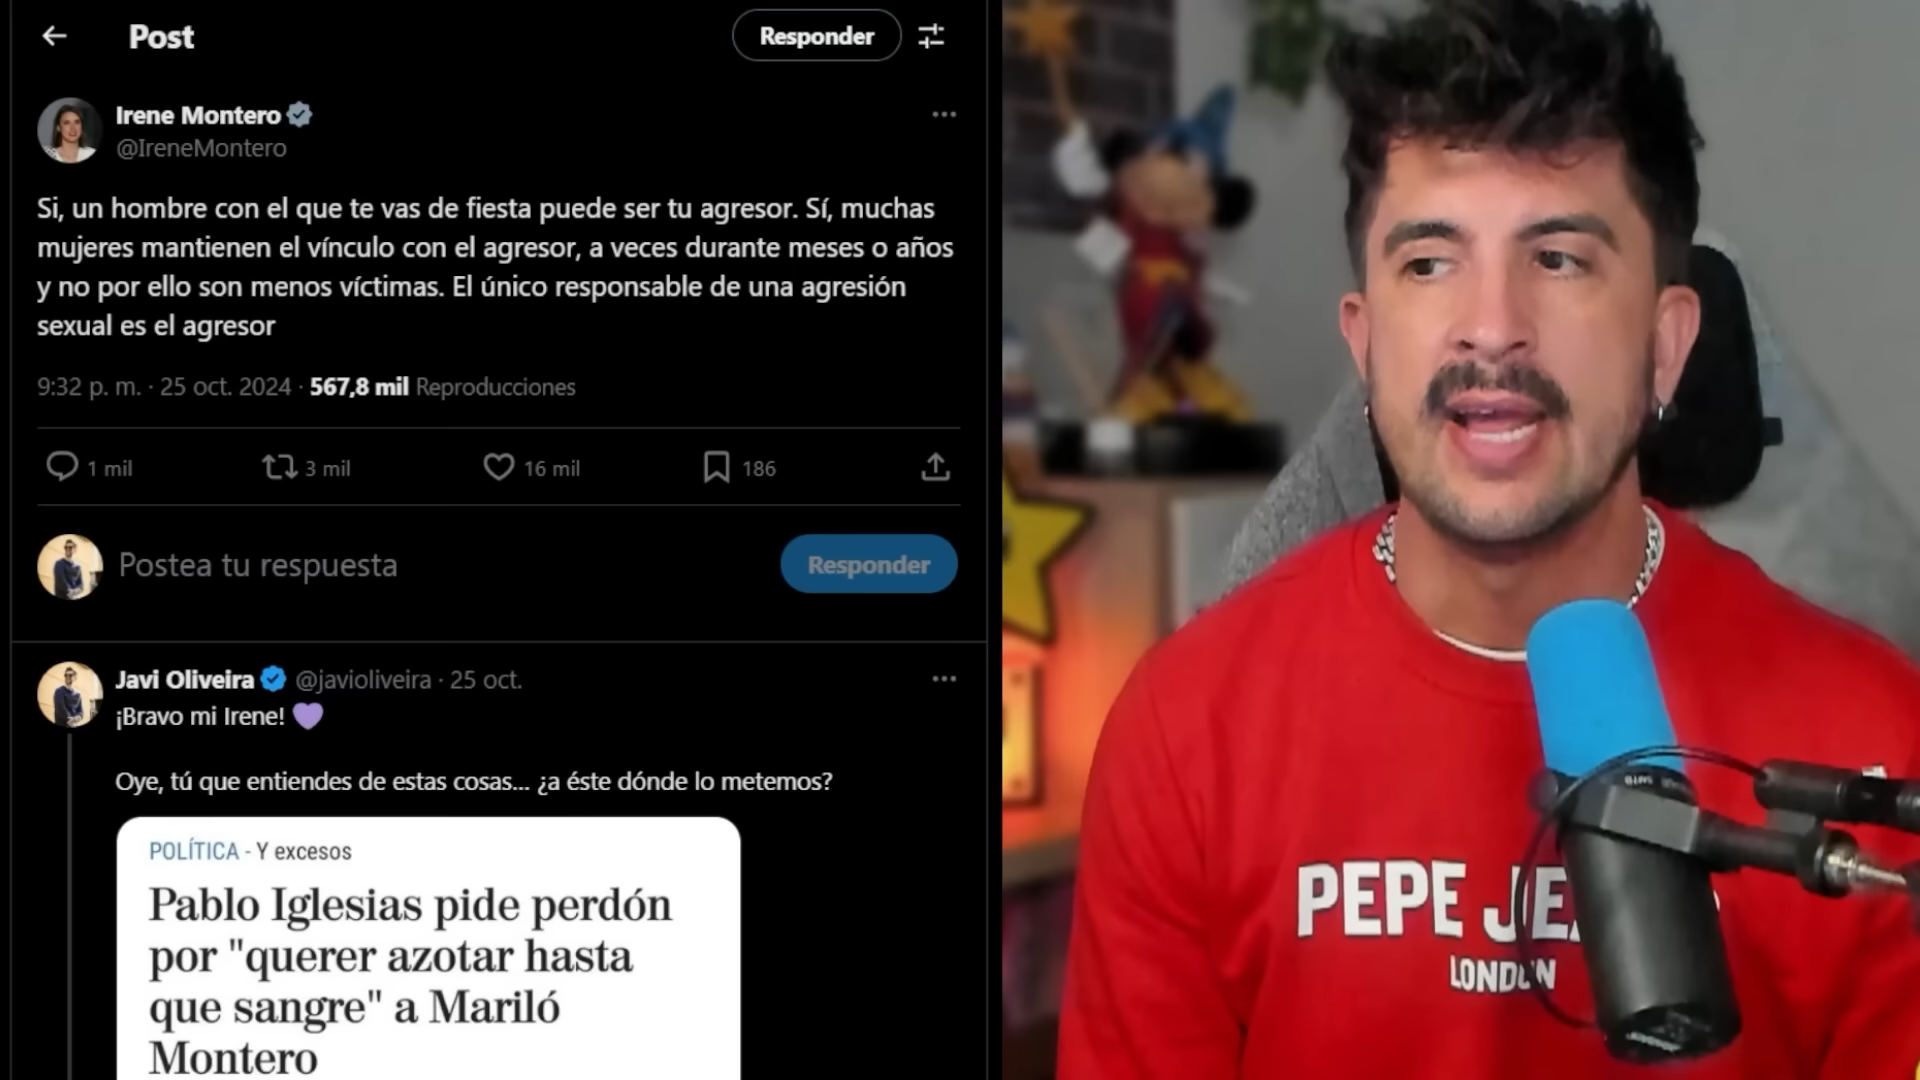 Post
Responder
Irene Montero
@IreneMontero
Si, un hombre con el que te vas de fiesta puede ser tu agresor. Sí, muchas
mujeres mantienen el vínculo con el agresor, a veces durante meses o años
y no por ello son menos víctimas. El único responsable de una agresión
sexual es el agresor
9:32 p. m. · 25 oct. 2024 · 567,8 mil Reproducciones
1 mil 3 mil 16 mil 186
Postea tu respuesta
Responder
Javi Oliveira @javioliveira · 25 oct.
¡Bravo mi Irene! 💜
Oye, tú que entiendes de estas cosas... ¿a éste dónde lo metemos?
POLÍTICA - Y excesos
Pablo Iglesias pide perdón
por "querer azotar hasta
que sangre" a Mariló
Montero
PEPE
LONDON